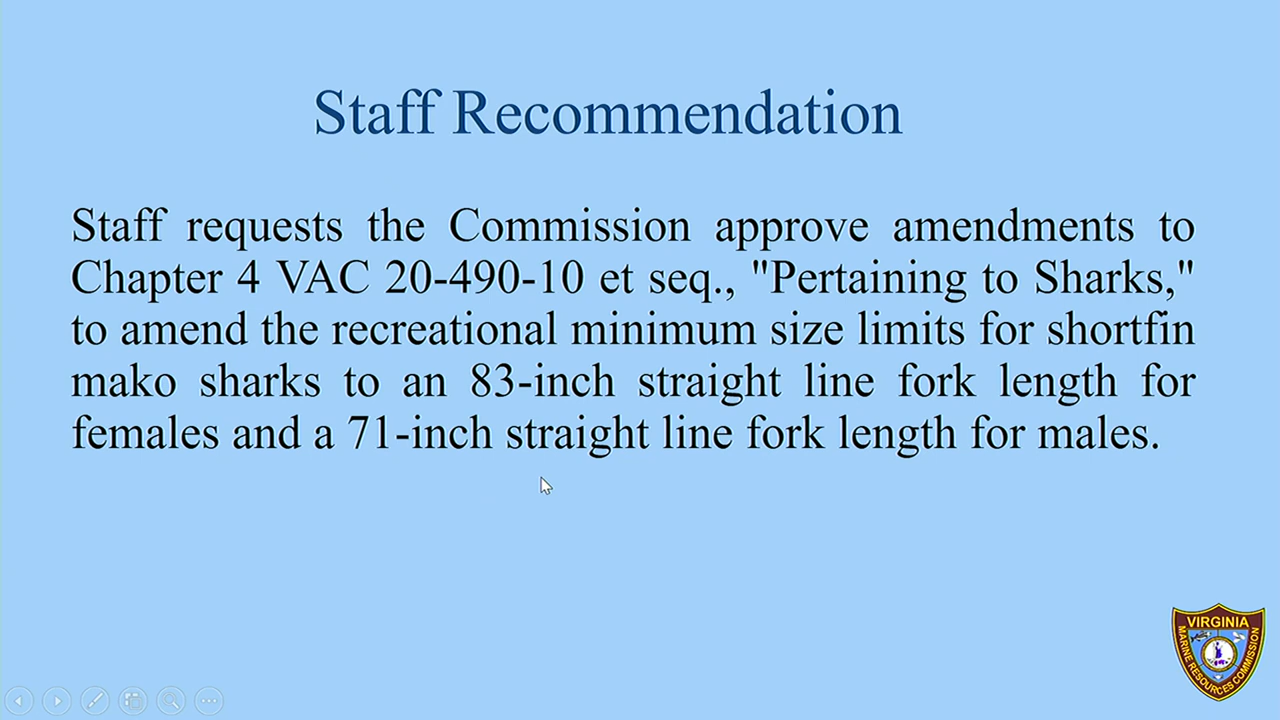 Staff Recommendation
Staff requests the Commission approve amendments to
Chapter 4 VAC 20-490-10 et seq., "Pertaining to Sharks,"
to amend the recreational minimum size limits for shortfin
mako sharks to an 83-inch straight line fork length for
females and a 71-inch straight line fork length for males.
VIRGINIA
MARINE RESOURCES COMMISSION